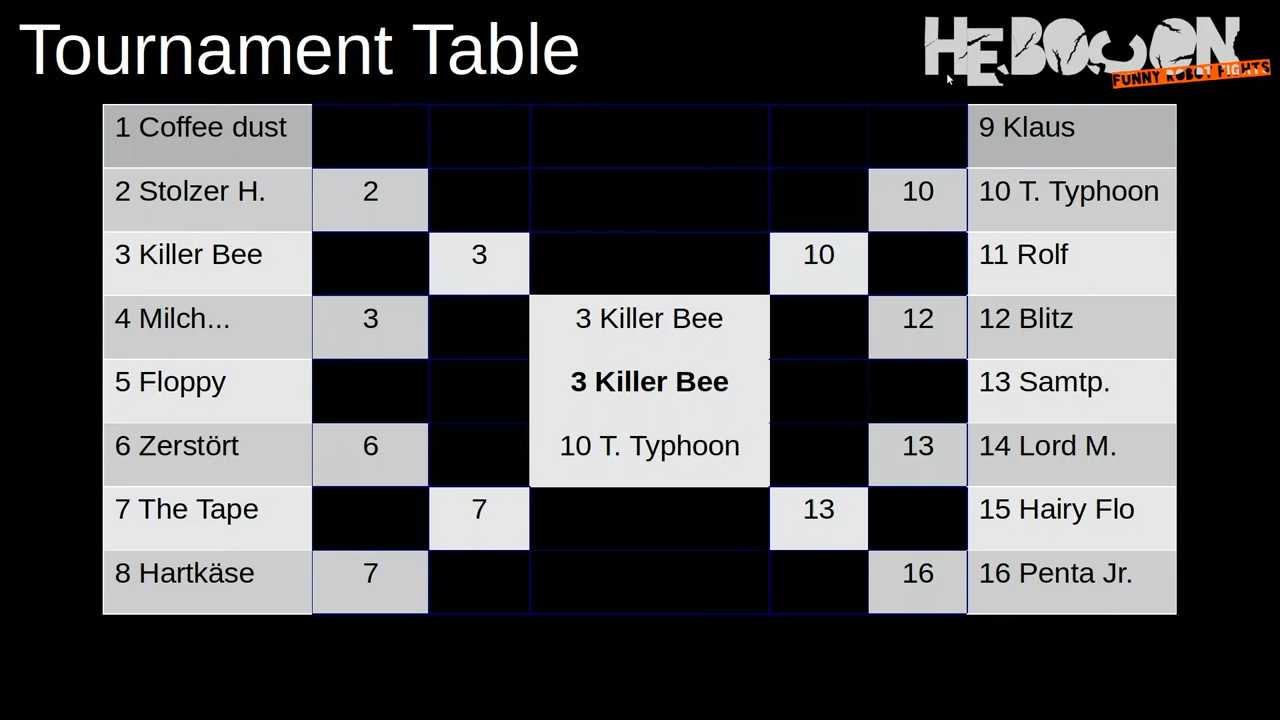 Tournament Table
HEBOCON
FUNNY ROBOT FIGHTS
1 Coffee dust 9 Klaus
2 Stolzer H. 2 10 10 T. Typhoon
3 Killer Bee 3 10 11 Rolf
4 Milch... 3 3 Killer Bee 12 12 Blitz
5 Floppy 3 Killer Bee 13 Samtp.
6 Zerstört 6 10 T. Typhoon 13 14 Lord M.
7 The Tape 7 13 15 Hairy Flo
8 Hartkäse 7 16 16 Penta Jr.